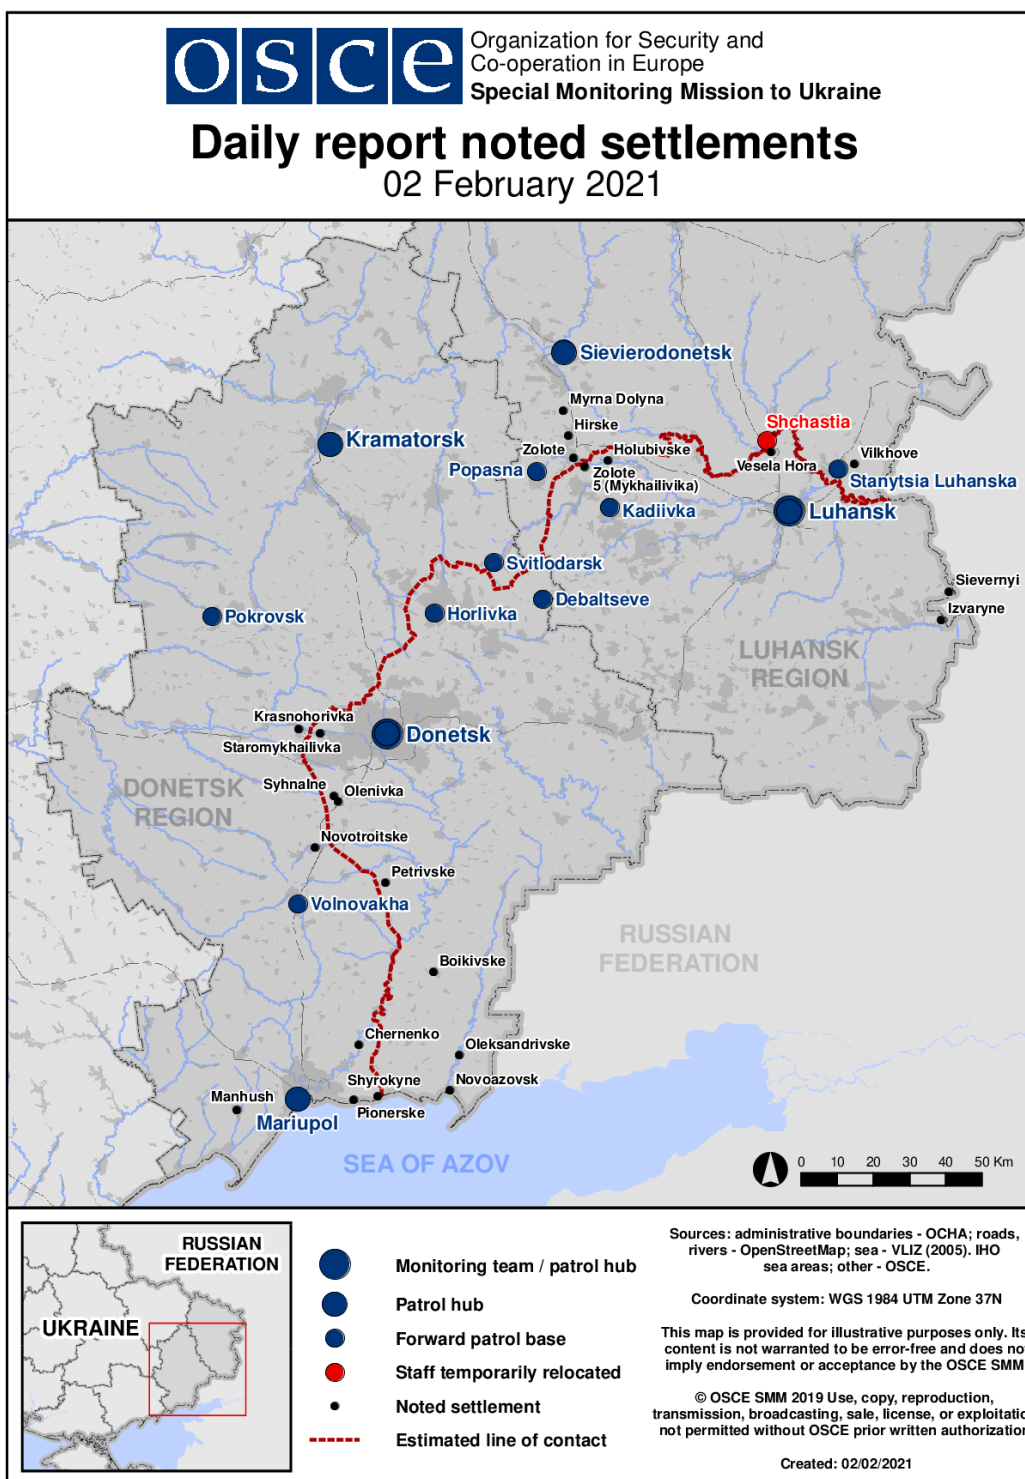 osce
Organization for Security and
Co-operation in Europe
Special Monitoring Mission to Ukraine
Daily report noted settlements
02 February 2021
Sievierodonetsk
Myrna Dolyna
Hirske
Shchastia
Kramatorsk
Zolote
Holubivske
Vesela Hora
Vilkhove
Popasna
Zolote
5 (Mykhailivika)
Stanytsia Luhanska
Kadiivka
Luhansk
Svitlodarsk
Sievernyi
Debaltseve
Izvaryne
Pokrovsk
Horlivka
LUHANSK
REGION
Krasnohorivka
Donetsk
Staromykhailivka
Syhnalne
Olenivka
DONETSK
REGION
Novotroitske
Petrivske
Volnovakha
RUSSIAN
FEDERATION
Boikivske
Chernenko
Oleksandrivske
Shyrokyne
Novoazovsk
Manhush
Pionerske
Mariupol
SEA OF AZOV
0 10 20 30 40 50 Km
RUSSIAN
FEDERATION
UKRAINE
Monitoring team / patrol hub
Patrol hub
Forward patrol base
Staff temporarily relocated
Noted settlement
Estimated line of contact
Sources: administrative boundaries - OCHA; roads,
rivers - OpenStreetMap; sea - VLIZ (2005). IHO
sea areas; other - OSCE.
Coordinate system: WGS 1984 UTM Zone 37N
This map is provided for illustrative purposes only. Its
content is not warranted to be error-free and does no
imply endorsement or acceptance by the OSCE SMM
© OSCE SMM 2019 Use, copy, reproduction,
transmission, broadcasting, sale, license, or exploitatio
not permitted without OSCE prior written authorization
Created: 02/02/2021